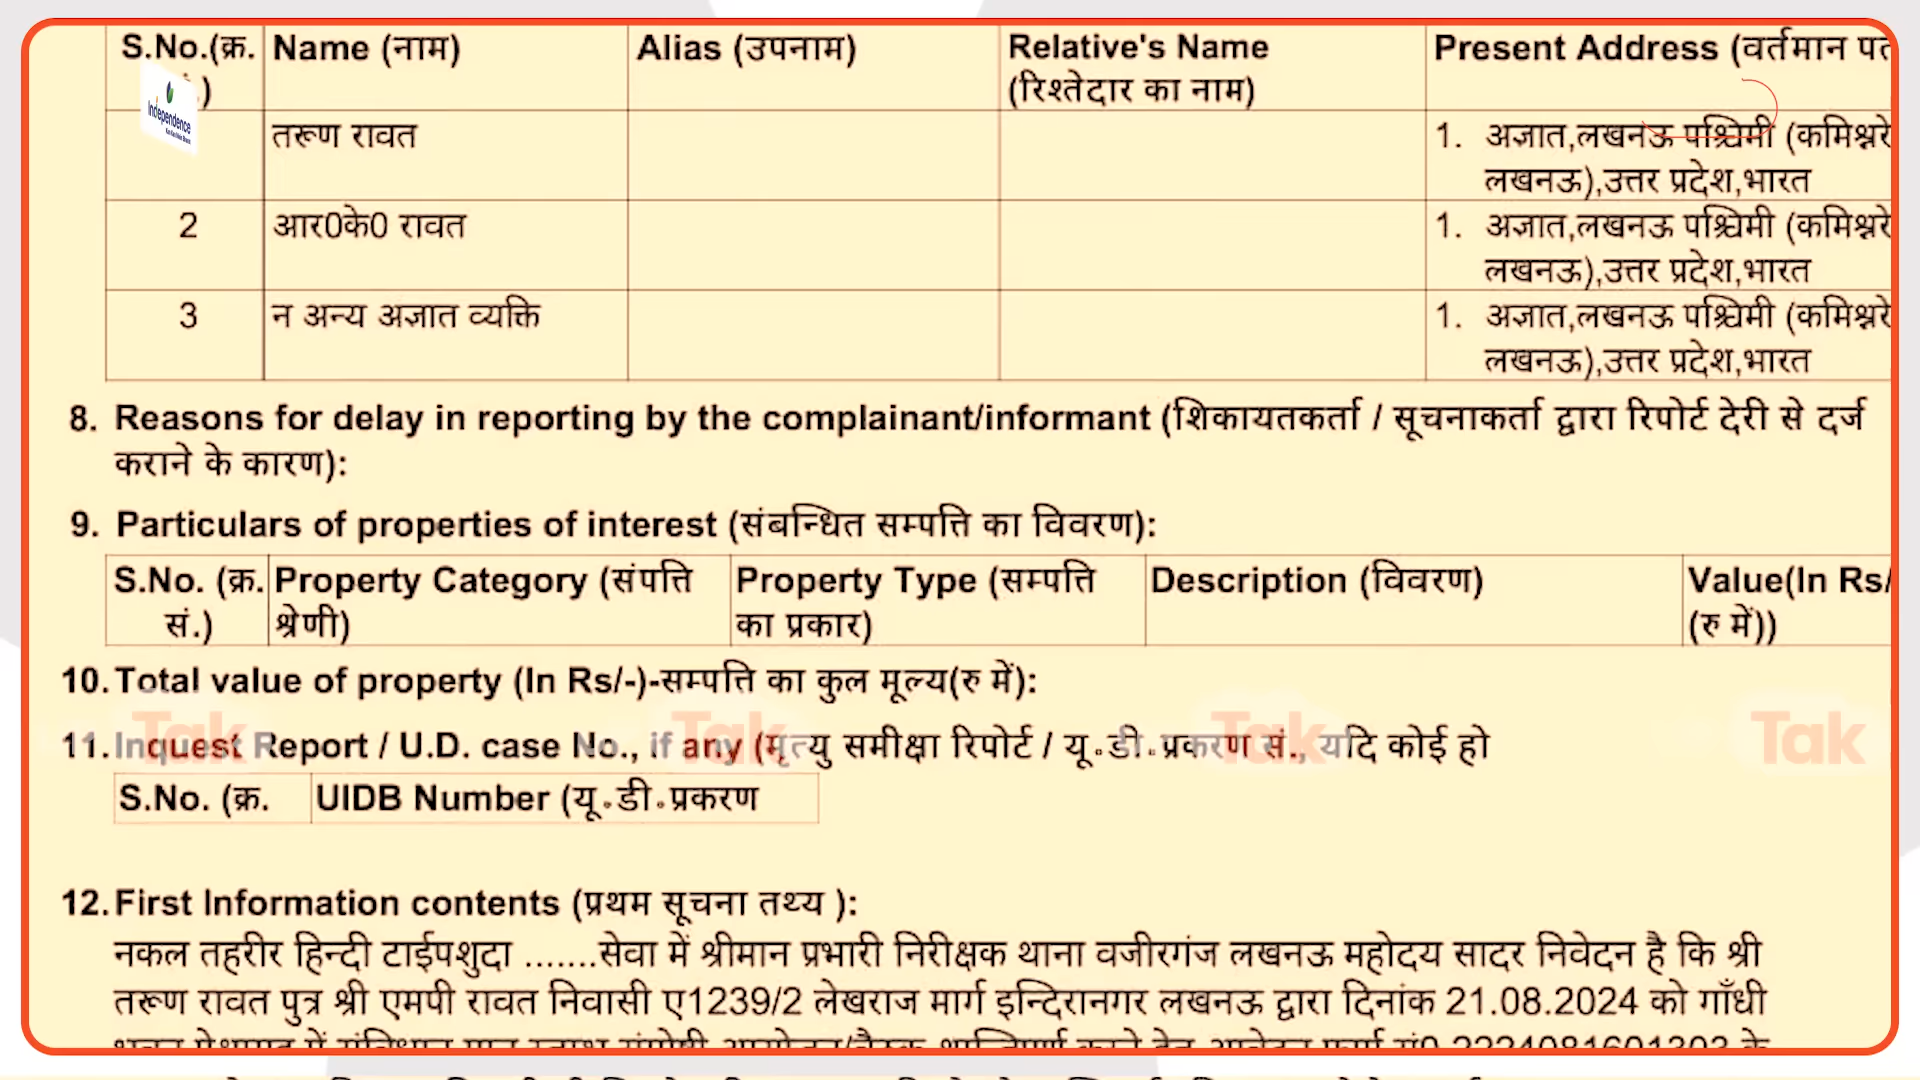 S.No.(क्र. Name (नाम) Alias (उपनाम) Relative's Name Present Address (वर्तमान
) (रिश्तेदार का नाम)
Independence
तरूण रावत 1. अज्ञात,लखनऊ पश्चिमी (कमिश्नरे
लखनऊ),उत्तर प्रदेश,भारत
2 आर0के0 रावत 1. अज्ञात,लखनऊ पश्चिमी (कमिश्नरे
लखनऊ),उत्तर प्रदेश,भारत
3 न अन्य अज्ञात व्यक्ति 1. अज्ञात,लखनऊ पश्चिमी (कमिश्नरे
लखनऊ),उत्तर प्रदेश,भारत
8. Reasons for delay in reporting by the complainant/informant (शिकायतकर्ता / सूचनाकर्ता द्वारा रिपोर्ट देरी से दर्ज
कराने के कारण):
9. Particulars of properties of interest (संबन्धित सम्पत्ति का विवरण):
S.No. (क्र. Property Category (संपत्ति Property Type (सम्पत्ति Description (विवरण) Value(In Rs/
सं.) श्रेणी) का प्रकार) (रु में))
10. Total value of property (In Rs/-)-सम्पत्ति का कुल मूल्य(रु में):
Tak Tak Tak Tak
11. Inquest Report / U.D. case No., if any (मृत्यु समीक्षा रिपोर्ट / यू.डी.प्रकरण सं., यदि कोई हो
S.No. (क्र. UIDB Number (यू.डी.प्रकरण
12. First Information contents (प्रथम सूचना तथ्य ):
नकल तहरीर हिन्दी टाईपशुदा .......सेवा में श्रीमान प्रभारी निरीक्षक थाना वजीरगंज लखनऊ महोदय सादर निवेदन है कि श्री
तरूण रावत पुत्र श्री एमपी रावत निवासी ए1239/2 लेखराज मार्ग इन्दिरानगर लखनऊ द्वारा दिनांक 21.08.2024 को गाँधी